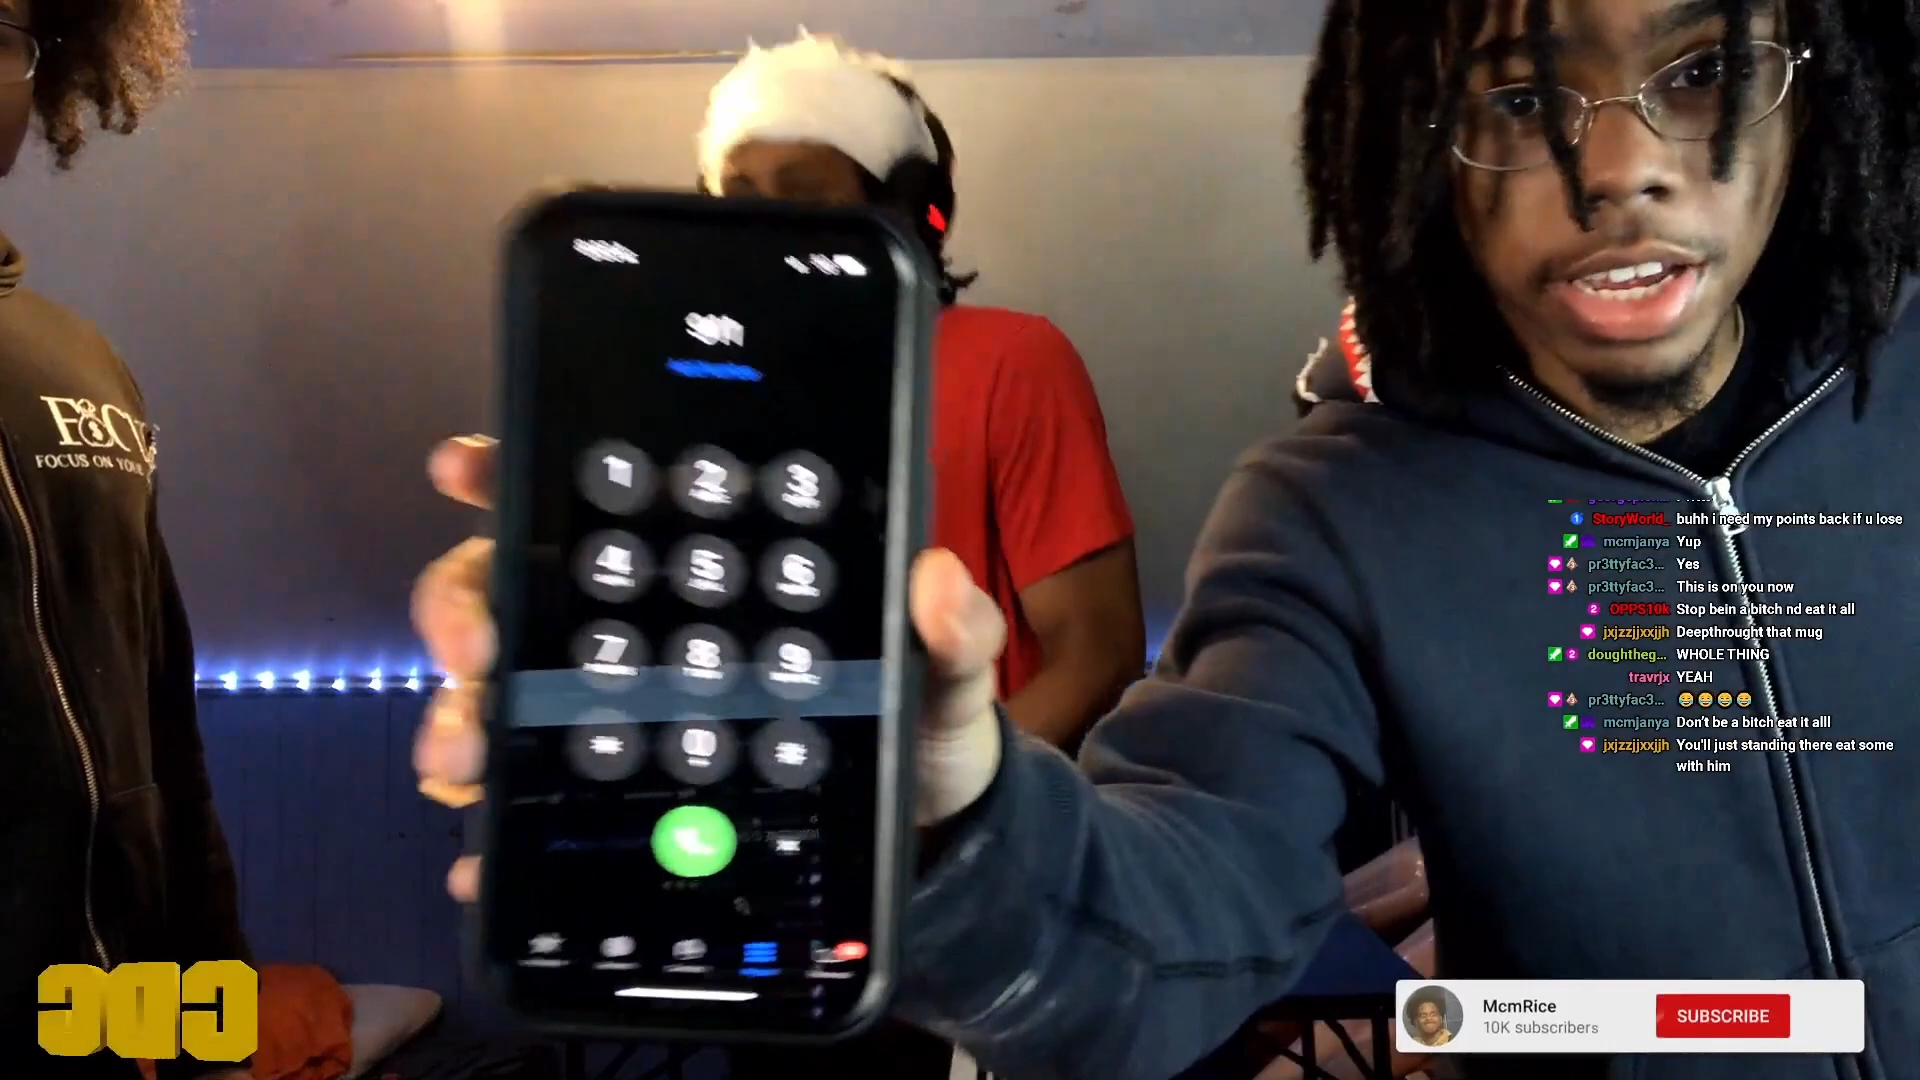 1 2 3
4 5 6
7 8 9
* 0
FOCU
FOCUS ON YOU
StoryWorld_ buhh i need my points back if u lose
mcmjanya Yup
pr3ttyfac3... Yes
pr3ttyfac3... This is on you now
OPPS10k Stop bein a bitch nd eat it all
jxjzzjjxxjjh Deepthrought that mug
doughtheg... WHOLE THING
travrjx YEAH
pr3ttyfac3... 😂😂😂😂
mcmjanya Don't be a bitch eat it alll
jxjzzjjxxjjh You'll just standing there eat some
with him
McmRice
10K subscribers
SUBSCRIBE